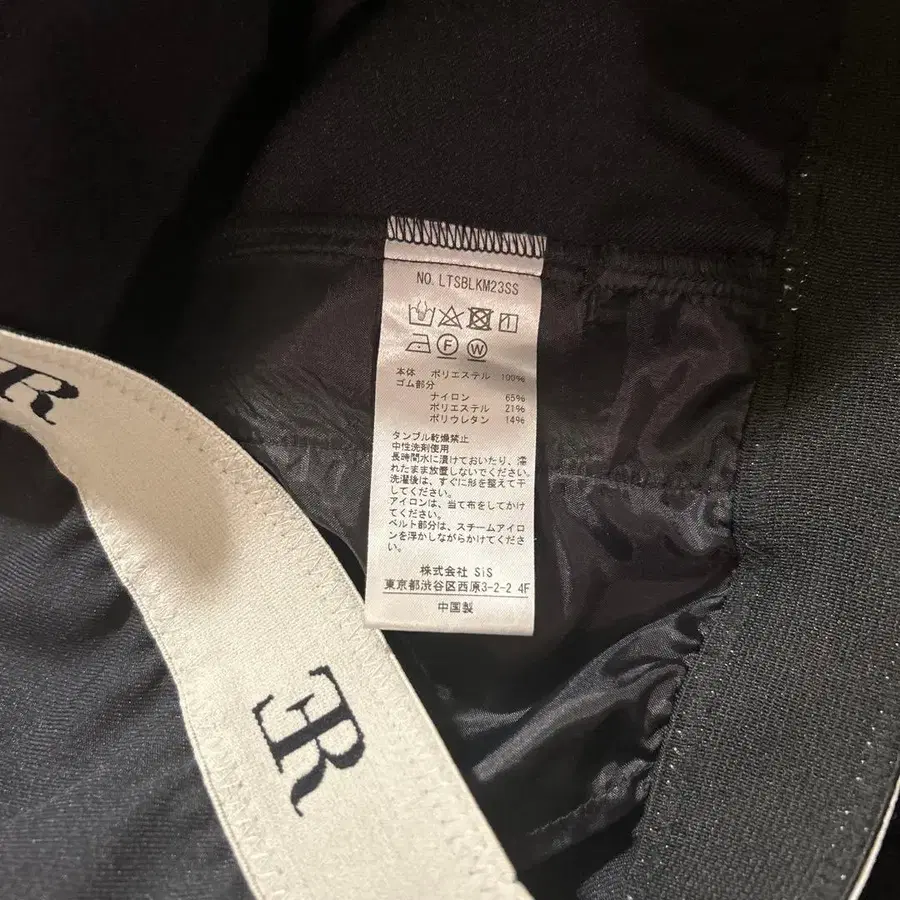 NO. LTSBLKM23SS
F W
本体 ポリエステル 100%
ゴム部分
ナイロン 65%
ポリエステル 21%
ポリウレタン 14%
タンブル乾燥禁止
中性洗剤使用
長時間水に漬けておいたり、濡
れたまま放置しないでください。
洗濯後は、すぐに形を整えて干
してください。
アイロンは、当て布をしてかけ
てください。
ベルト部分は、スチームアイロ
ンを浮かしながらかけてくださ
い。
株式会社 SiS
東京都渋谷区西原3-2-2 4F
中国製
R
ER